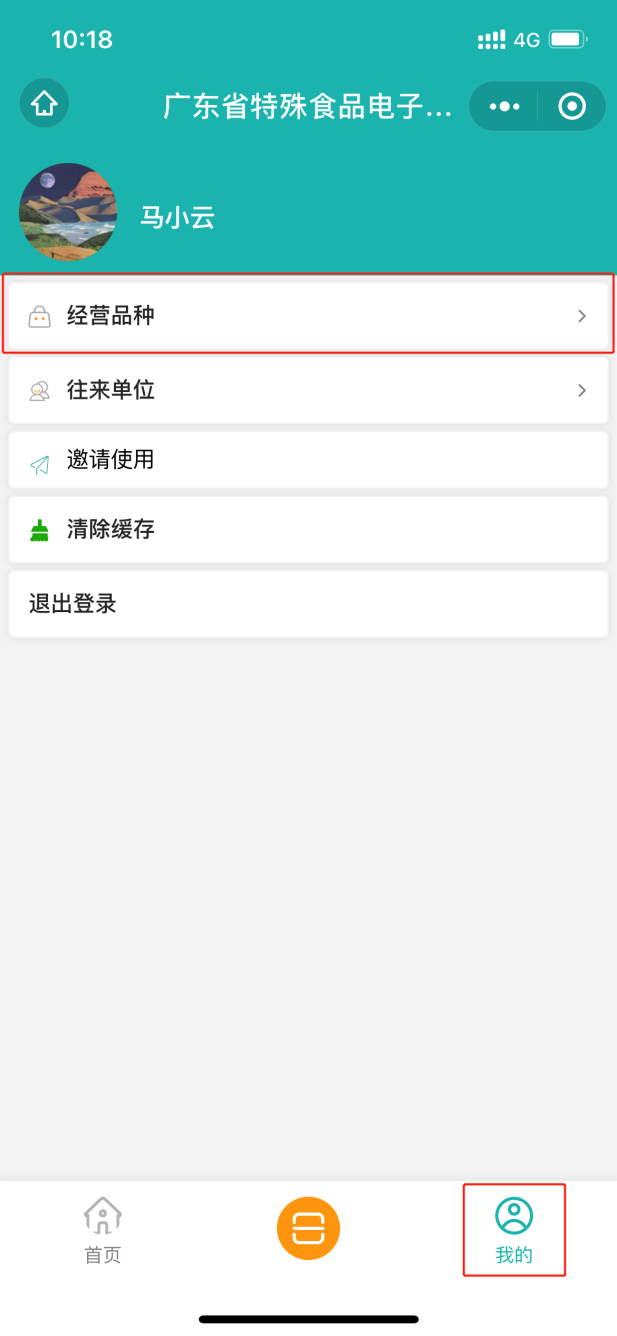 10:18
4G
广东省特殊食品电子...
马小云
经营品种
往来单位
邀请使用
清除缓存
退出登录
首页
我的